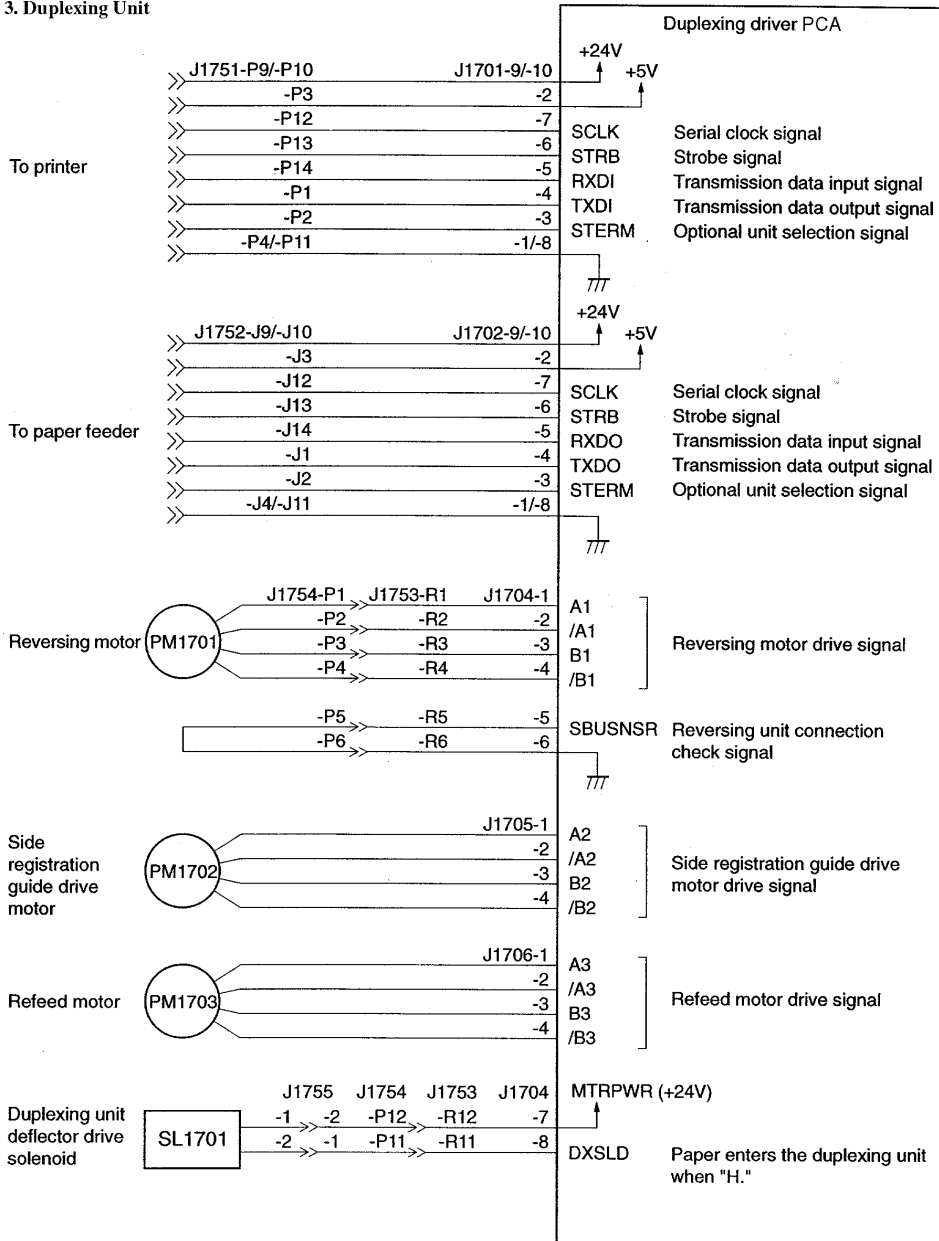 3. Duplexing Unit
Duplexing driver PCA
+24V
+5V
J1751-P9/-P10 J1701-9/-10
-P3 -2
-P12 -7
SCLK Serial clock signal
-P13 -6
STRB Strobe signal
To printer
-P14 -5
RXDI Transmission data input signal
-P1 -4
TXDI Transmission data output signal
-P2 -3
STERM Optional unit selection signal
-P4/-P11 -1/-8
+24V
+5V
J1752-J9/-J10 J1702-9/-10
-J3 -2
-J12 -7
SCLK Serial clock signal
-J13 -6
STRB Strobe signal
To paper feeder
-J14 -5
RXDO Transmission data input signal
-J1 -4
TXDO Transmission data output signal
-J2 -3
STERM Optional unit selection signal
-J4/-J11 -1/-8
J1754-P1 J1753-R1 J1704-1
A1
-P2 -R2 -2
/A1
Reversing motor PM1701 Reversing motor drive signal
-P3 -R3 -3
B1
-P4 -R4 -4
/B1
-P5 -R5 -5
SBUSNSR Reversing unit connection
check signal
-P6 -R6 -6
J1705-1
A2
Side
registration
guide drive
motor
PM1702
-2
/A2
-3
B2
-4
/B2
Side registration guide drive
motor drive signal
J1706-1
A3
-2
/A3
Refeed motor PM1703 Refeed motor drive signal
-3
B3
-4
/B3
J1755 J1754 J1753 J1704 MTRPWR (+24V)
Duplexing unit
deflector drive
solenoid
SL1701
-1 -2 -P12 -R12 -7
-2 -1 -P11 -R11 -8
DXSLD Paper enters the duplexing unit
when "H."